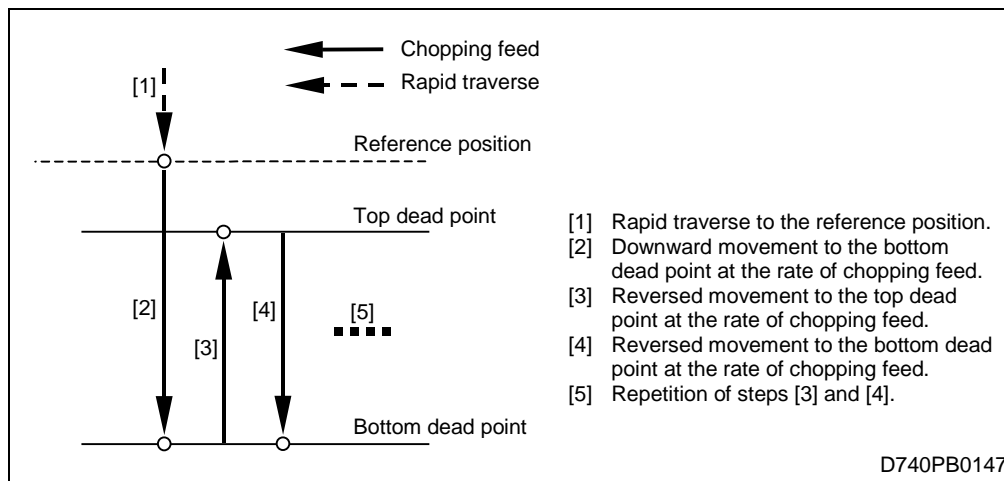 Chopping feed
Rapid traverse
[1]
Reference position
Top dead point
[2]
[3]
[4]
[5]
Bottom dead point
[1] Rapid traverse to the reference position.
[2] Downward movement to the bottom
dead point at the rate of chopping feed.
[3] Reversed movement to the top dead
point at the rate of chopping feed.
[4] Reversed movement to the bottom dead
point at the rate of chopping feed.
[5] Repetition of steps [3] and [4].
D740PB0147